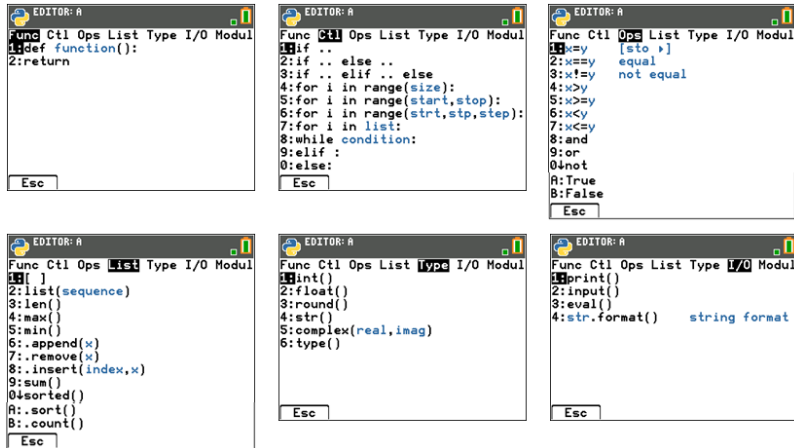 EDITOR: A
Func Ctl Ops List Type I/O Modul
1:def function():
2:return
Esc
EDITOR: A
Func Ctl Ops List Type I/O Modul
1:if ..
2:if .. else ..
3:if .. elif .. else
4:for i in range(size):
5:for i in range(start,stop):
6:for i in range(strt,stp,step):
7:for i in list:
8:while condition:
9:elif :
0:else:
Esc
EDITOR: A
Func Ctl Ops List Type I/O Modul
1:x=y [sto ▸]
2:x==y equal
3:x!=y not equal
4:x>y
5:x>=y
6:x<y
7:x<=y
8:and
9:or
0↓not
A:True
B:False
Esc
EDITOR: A
Func Ctl Ops List Type I/O Modul
1:[ ]
2:list(sequence)
3:len()
4:max()
5:min()
6:.append(x)
7:.remove(x)
8:.insert(index,x)
9:sum()
0↓sorted()
A:.sort()
B:.count()
Esc
EDITOR: A
Func Ctl Ops List Type I/O Modul
1:int()
2:float()
3:round()
4:str()
5:complex(real,imag)
6:type()
Esc
EDITOR: A
Func Ctl Ops List Type I/O Modul
1:print()
2:input()
3:eval()
4:str.format() string format
Esc